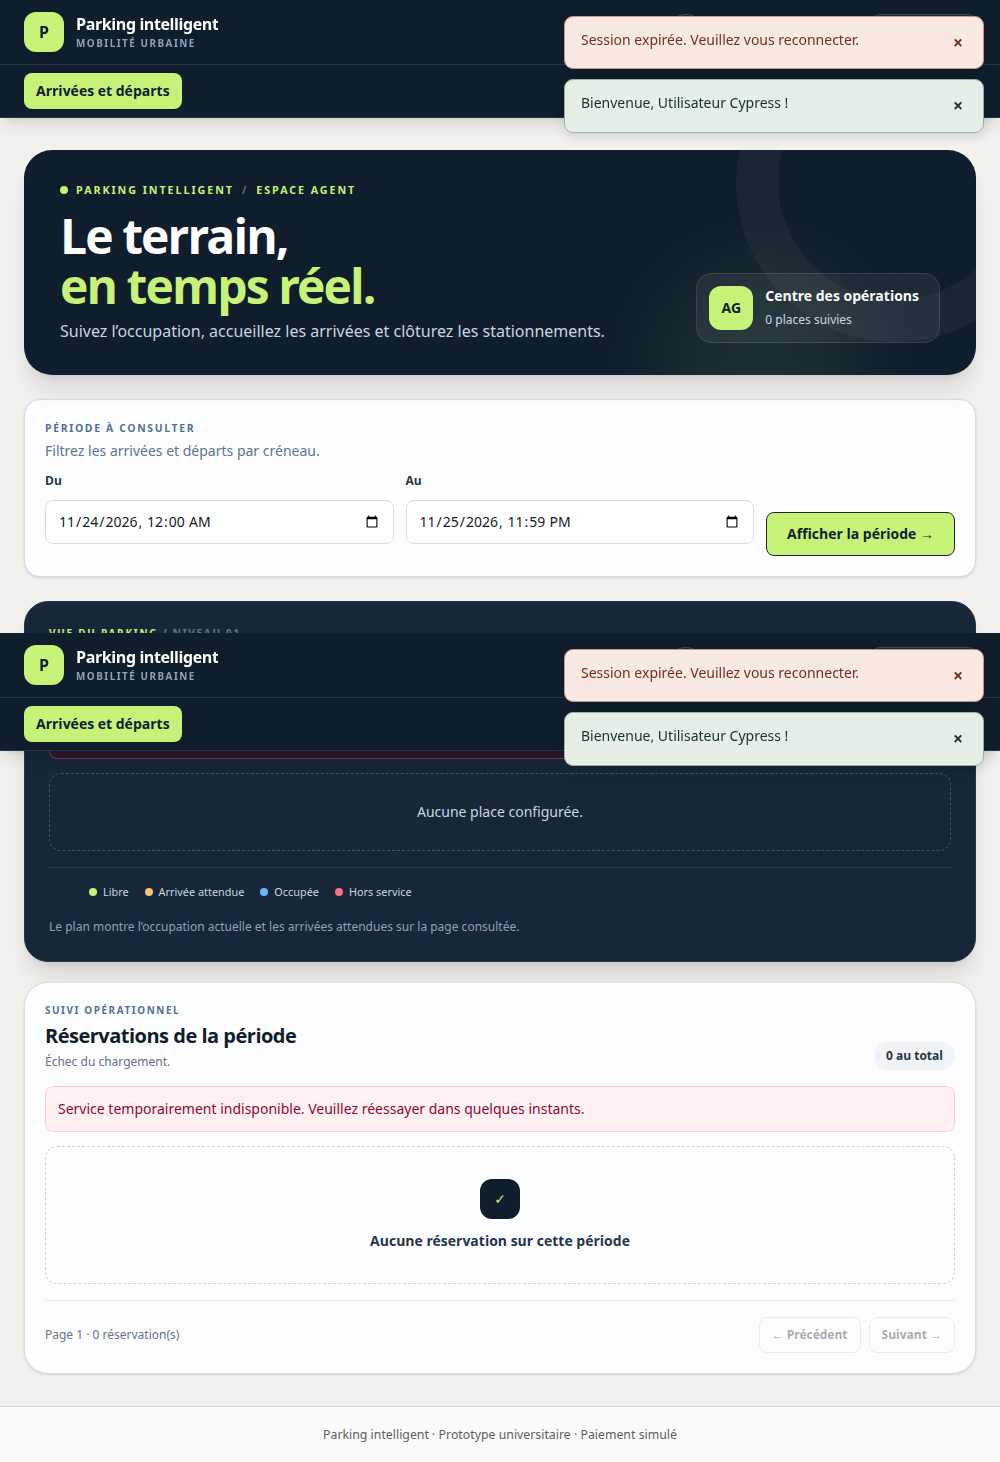 P
Parking intelligent
MOBILITÉ URBAINE
Session expirée. Veuillez vous reconnecter.
×
Arrivées et départs
Bienvenue, Utilisateur Cypress !
×
PARKING INTELLIGENT / ESPACE AGENT
Le terrain,
en temps réel.
Suivez l’occupation, accueillez les arrivées et clôturez les stationnements.
AG
Centre des opérations
0 places suivies
PÉRIODE À CONSULTER
Filtrez les arrivées et départs par créneau.
Du
Au
11/24/2026, 12:00 AM
11/25/2026, 11:59 PM
Afficher la période →
VUE DU PARKING / NIVEAU 01
P
Parking intelligent
MOBILITÉ URBAINE
Session expirée. Veuillez vous reconnecter.
×
Arrivées et départs
Bienvenue, Utilisateur Cypress !
×
Aucune place configurée.
Libre
Arrivée attendue
Occupée
Hors service
Le plan montre l’occupation actuelle et les arrivées attendues sur la page consultée.
SUIVI OPÉRATIONNEL
Réservations de la période
Échec du chargement.
0 au total
Service temporairement indisponible. Veuillez réessayer dans quelques instants.
✓
Aucune réservation sur cette période
Page 1 · 0 réservation(s)
← Précédent
Suivant →
Parking intelligent · Prototype universitaire · Paiement simulé